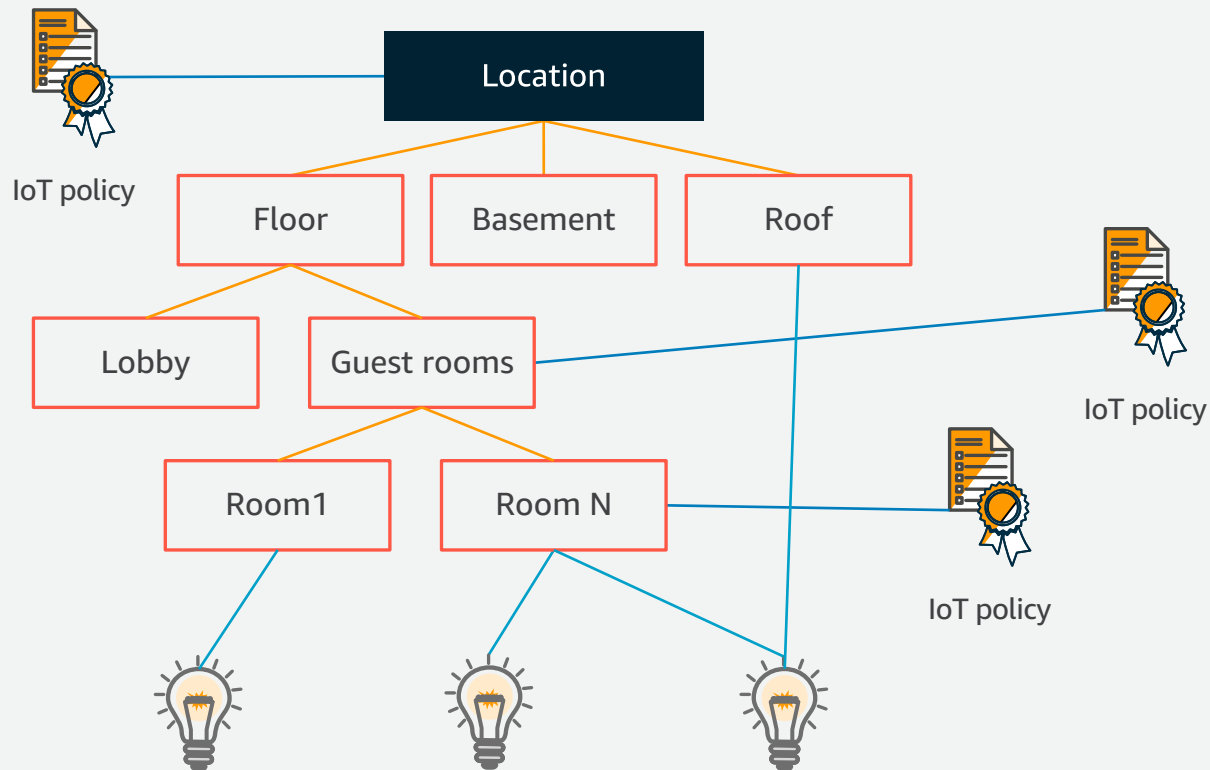 Location
IoT policy
Floor
Basement
Roof
Lobby
Guest rooms
IoT policy
Room1
Room N
IoT policy